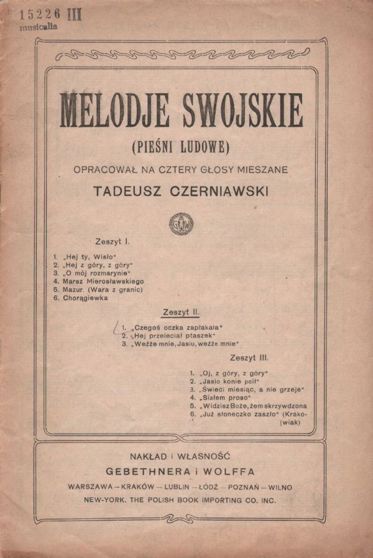 15226 III
musicalia
MELODJE SWOJSKIE
(PIEŚNI LUDOWE)
OPRACOWAŁ NA CZTERY GŁOSY MIESZANE
TADEUSZ CZERNIAWSKI
Zeszyt I.
1. „Hej ty, Wisło"
2. „Hej z góry, z góry"
3. „O mój rozmarynie"
4. Marsz Mierosławskiego
5. Mazur. (Wara z granic)
6. Chorągiewka
Zeszyt II.
1. „Czegoś oczka zapłakała"
2. „Hej przeleciał ptaszek"
3. „Weźże mnie, Jasiu, weźże mnie"
Zeszyt III.
1. „Oj, z góry, z góry"
2. „Jasio konie poił"
3. „Świeci miesiąc, a nie grzeje"
4. „Siałem proso"
5. „Widzisz Boże, żem skrzywdzona
6. „Już słoneczko zaszło" (Krako-
wiak)
NAKŁAD i WŁASNOŚĆ
GEBETHNERA i WOLFFA
WARSZAWA – KRAKÓW – LUBLIN – ŁÓDŹ – POZNAŃ – WILNO
NEW-YORK. THE POLISH BOOK IMPORTING CO. INC.